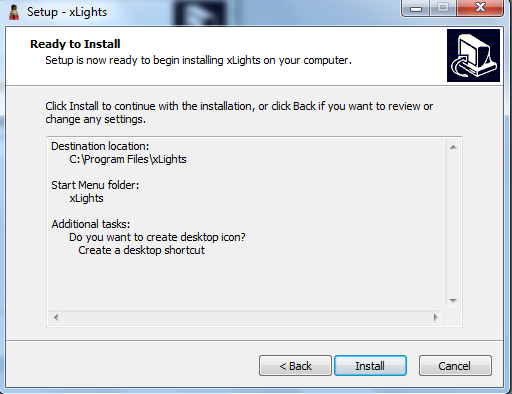 Setup - xLights
Ready to Install
Setup is now ready to begin installing xLights on your computer.
Click Install to continue with the installation, or click Back if you want to review or
change any settings.
Destination location:
C:\Program Files\xLights
Start Menu folder:
xLights
Additional tasks:
Do you want to create desktop icon?
Create a desktop shortcut
< Back
Install
Cancel